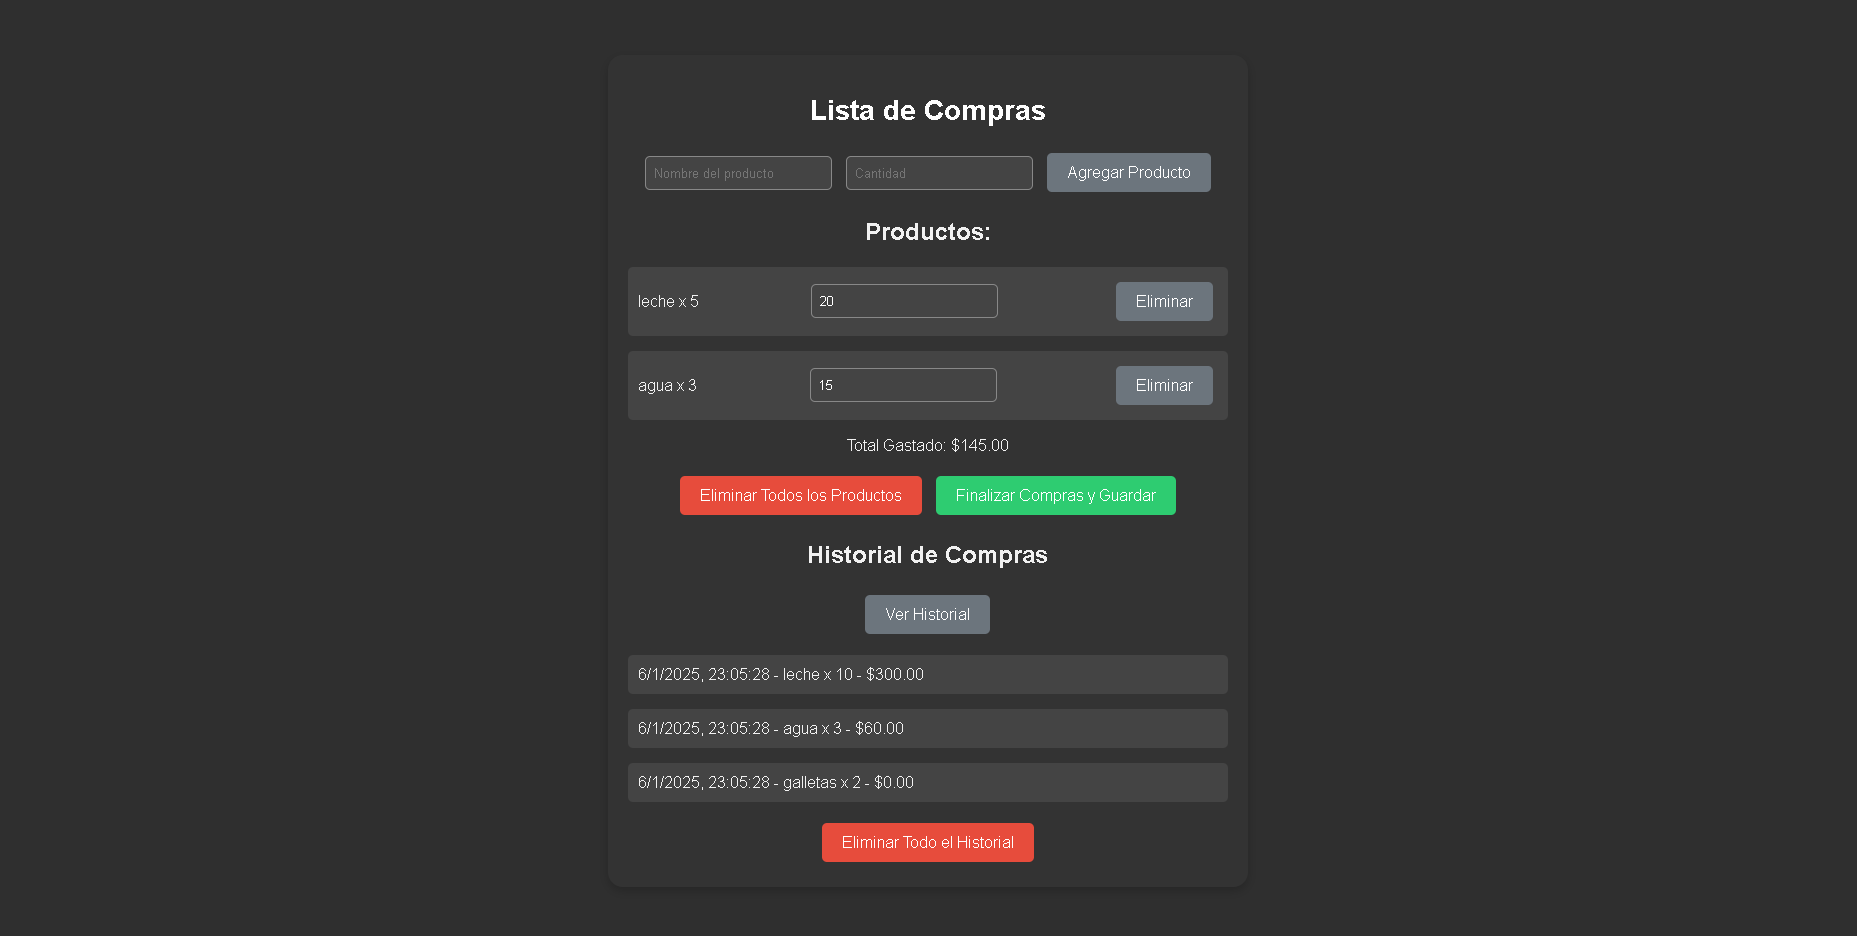 Lista de Compras
Nombre del producto Cantidad Agregar Producto
Productos:
leche x 5 20 Eliminar
agua x 3 15 Eliminar
Total Gastado: $145.00
Eliminar Todos los Productos Finalizar Compras y Guardar
Historial de Compras
Ver Historial
6/1/2025, 23:05:28 - leche x 10 - $300.00
6/1/2025, 23:05:28 - agua x 3 - $60.00
6/1/2025, 23:05:28 - galletas x 2 - $0.00
Eliminar Todo el Historial